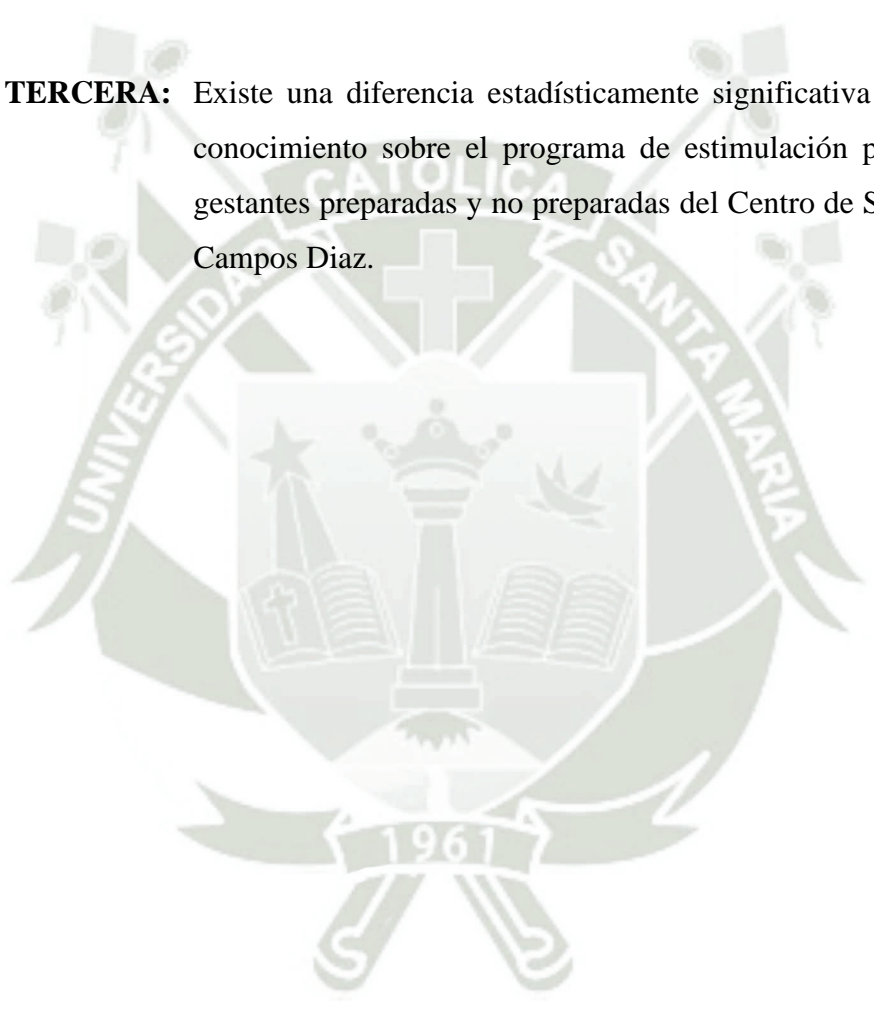 TERCERA: Existe una diferencia estadísticamente significativa
conocimiento sobre el programa de estimulación
gestantes preparadas y no preparadas del Centro de
Campos Diaz.
UNIVERSIDAD CATOLICA SANTA MARIA
1961